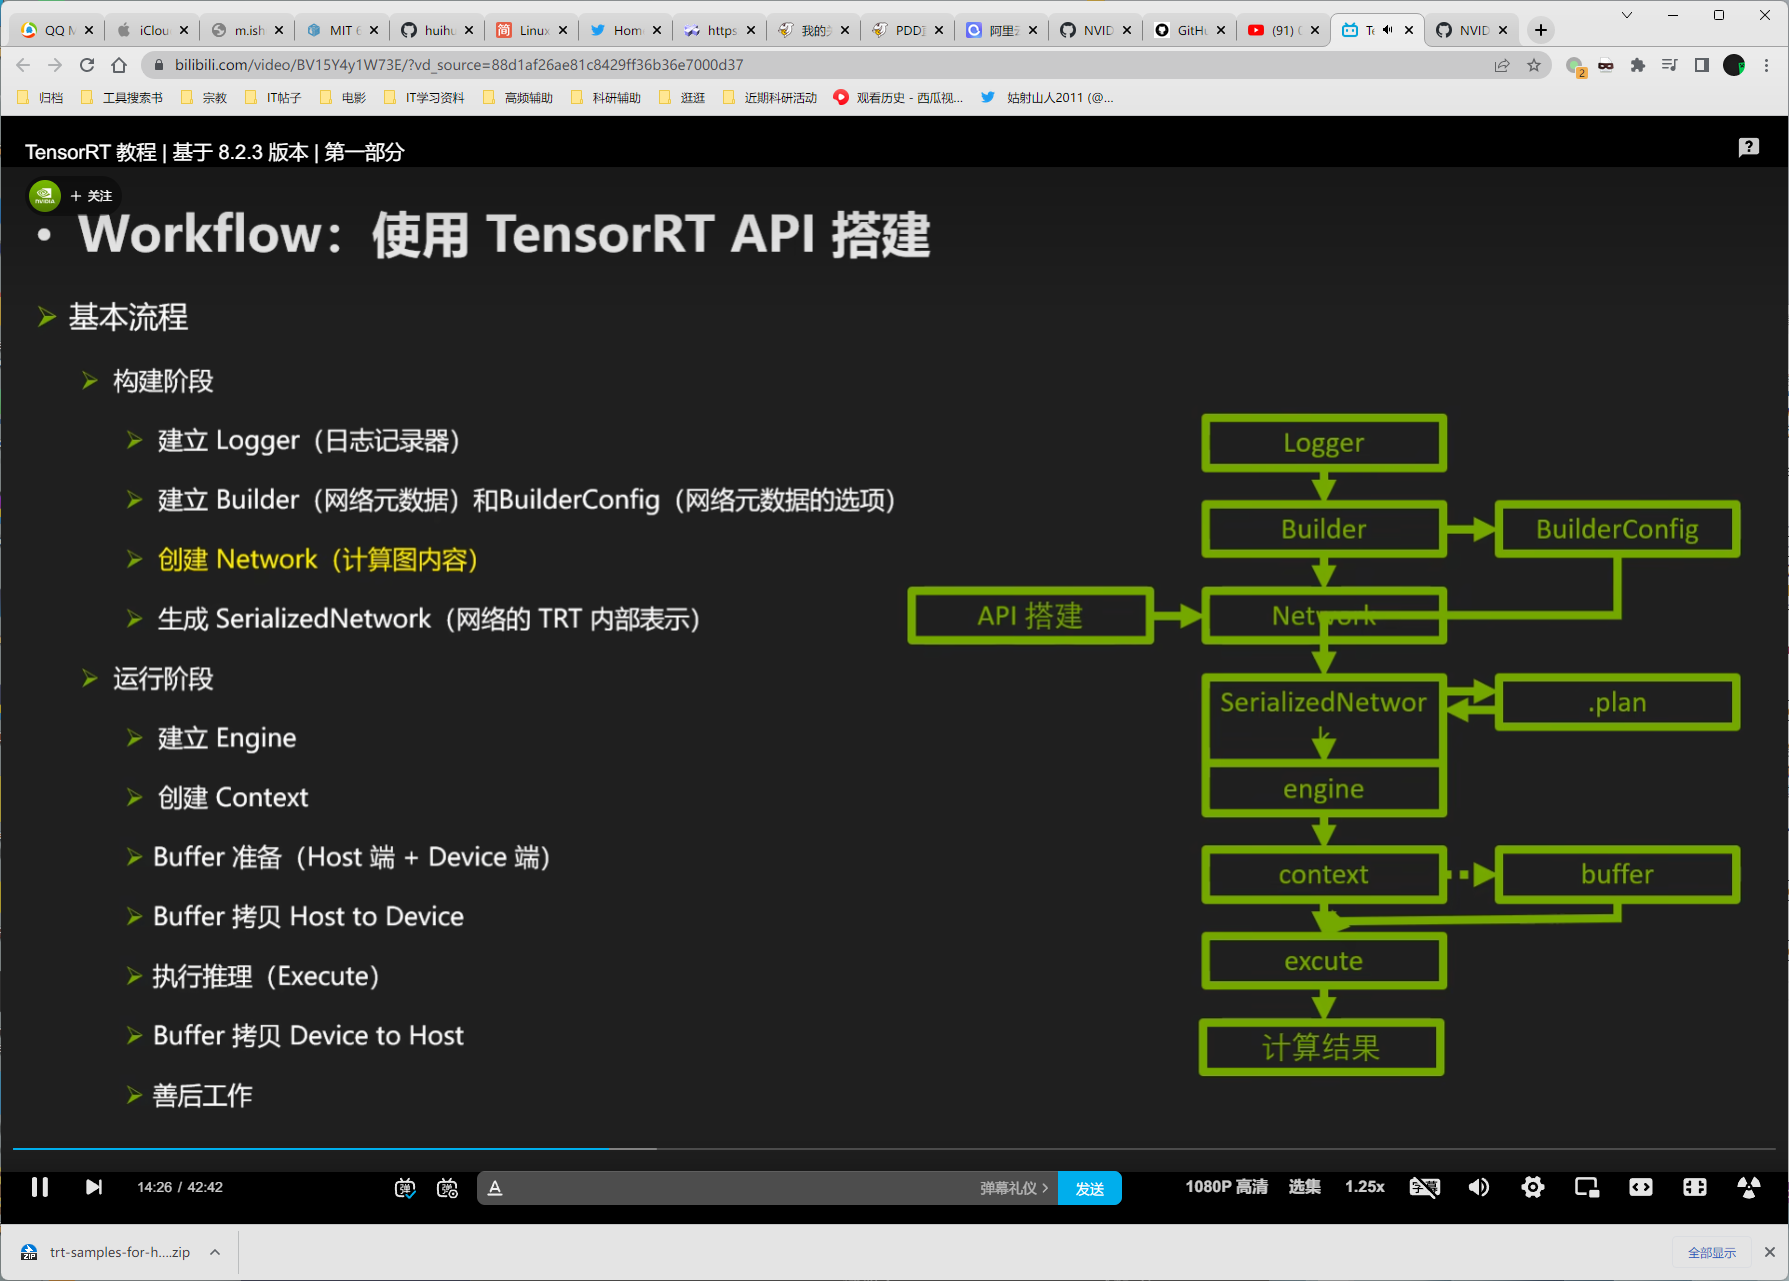 QQ M
iClou
m.ish
MIT 6
huihu
Linux
Hom
https
我的关
PDD
阿里云
NVID
GitHu
(91) (
Te
NVID
bilibili.com/video/BV15Y4y1W73E/?vd_source=88d1af26ae81c8429ff36b36e7000d37
2
归档
工具搜索书
宗教
IT帖子
电影
IT学习资料
高频辅助
科研辅助
逛逛
近期科研活动
观看历史 - 西瓜视...
姑射山人2011 (@...
TensorRT 教程 | 基于 8.2.3 版本 | 第一部分
NVIDIA
+ 关注
• Workflow：使用 TensorRT API 搭建
基本流程
构建阶段
建立 Logger（日志记录器）
建立 Builder（网络元数据）和BuilderConfig（网络元数据的选项）
创建 Network（计算图内容）
生成 SerializedNetwork（网络的 TRT 内部表示）
运行阶段
建立 Engine
创建 Context
Buffer 准备（Host 端 + Device 端）
Buffer 拷贝 Host to Device
执行推理（Execute）
Buffer 拷贝 Device to Host
善后工作
Logger
Builder
BuilderConfig
API 搭建
Network
SerializedNetwor
k
.plan
engine
context
buffer
excute
计算结果
14:26 / 42:42
弹
弹
A
弹幕礼仪 >
发送
1080P 高清
选集
1.25x
字幕
ZIP
trt-samples-for-h....zip
全部显示